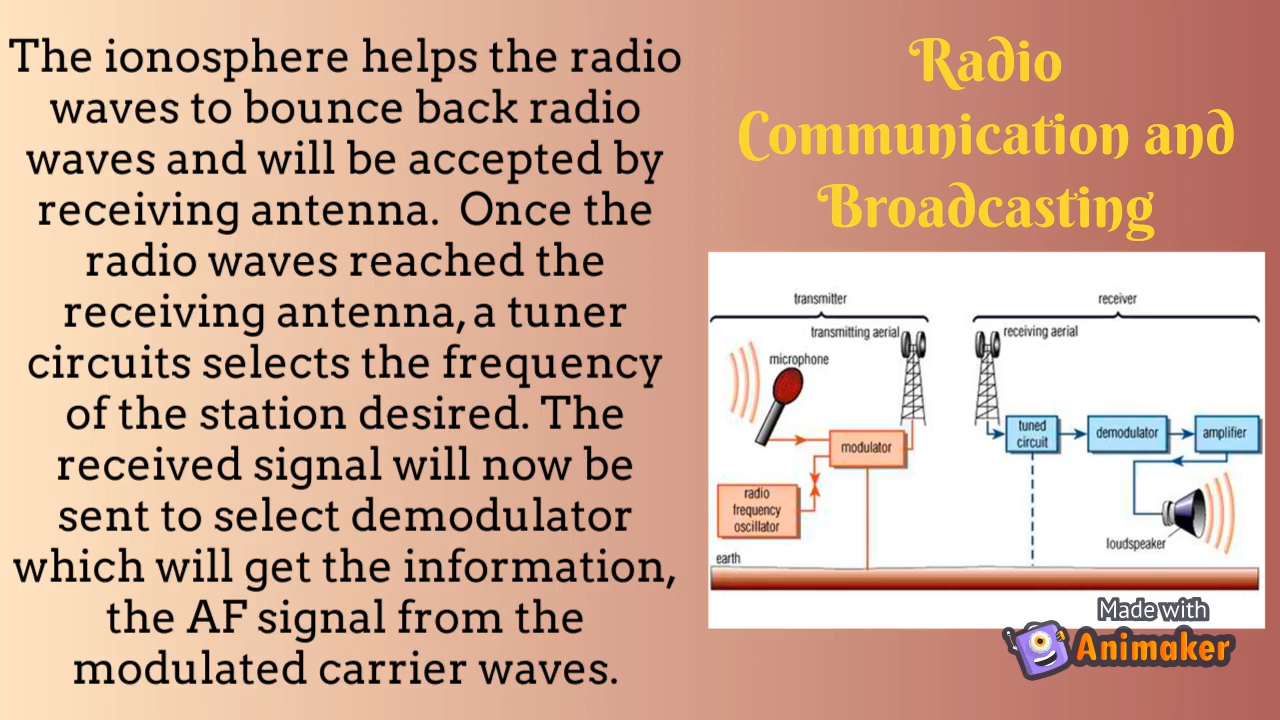 The ionosphere helps the radio
waves to bounce back radio
waves and will be accepted by
receiving antenna.  Once the
radio waves reached the
receiving antenna, a tuner
circuits selects the frequency
of the station desired. The
received signal will now be
sent to select demodulator
which will get the information,
the AF signal from the
modulated carrier waves.
Radio
Communication and
Broadcasting
transmitter
receiver
transmitting aerial
receiving aerial
microphone
modulator
tuned
circuit
demodulator
amplifier
radio
frequency
oscillator
loudspeaker
earth
Made with
Animaker